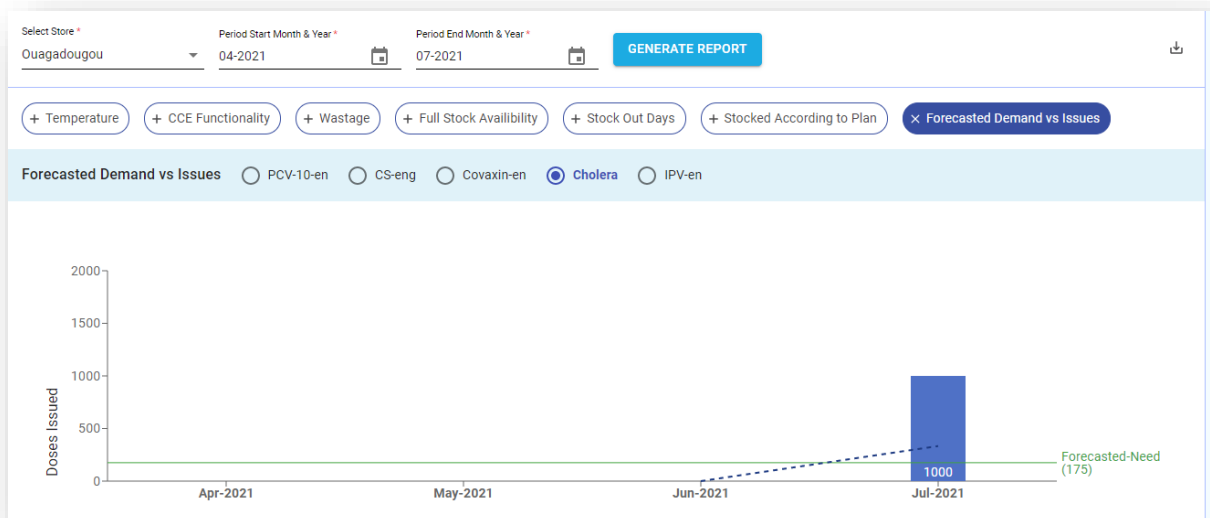 Select Store *
Period Start Month & Year *
Period End Month & Year *
Ouagadougou
04-2021
07-2021
GENERATE REPORT
+ Temperature
+ CCE Functionality
+ Wastage
+ Full Stock Availibility
+ Stock Out Days
+ Stocked According to Plan
× Forecasted Demand vs Issues
Forecasted Demand vs Issues
PCV-10-en
CS-eng
Covaxin-en
Cholera
IPV-en
Doses Issued
2000
1500
1000
500
0
1000
Forecasted-Need
(175)
Apr-2021
May-2021
Jun-2021
Jul-2021